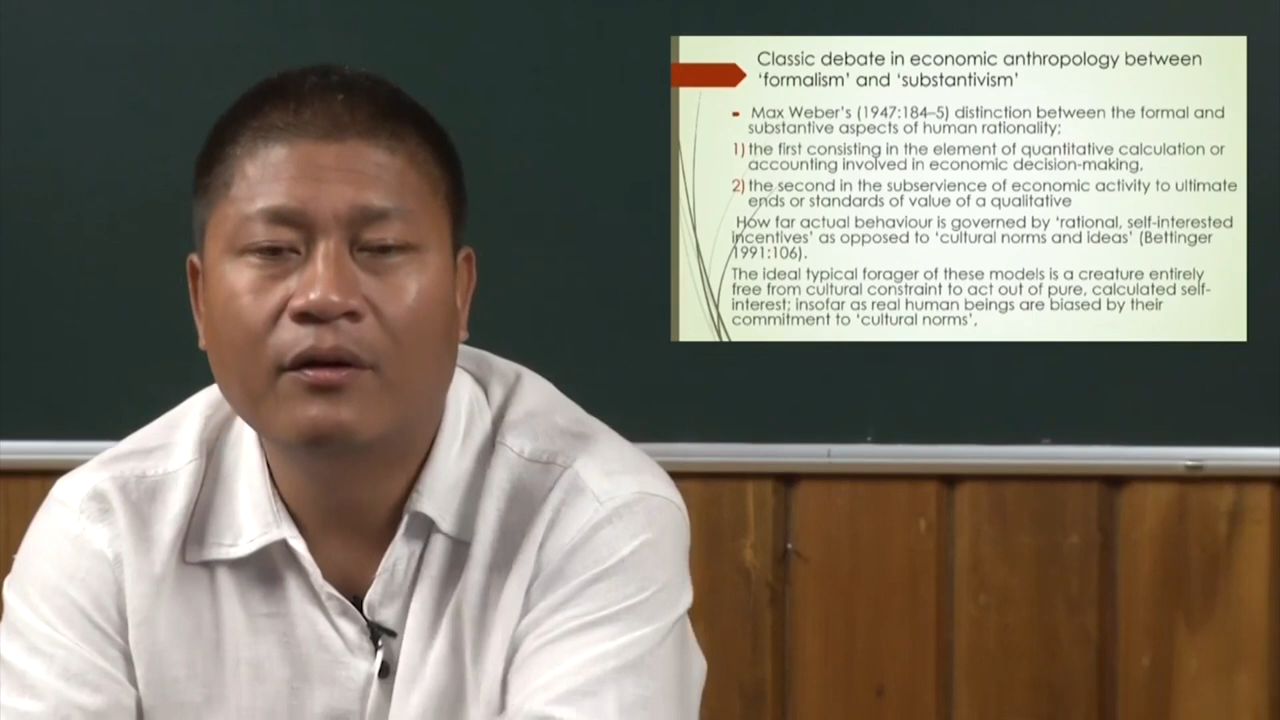 Classic debate in economic anthropology between
‘formalism’ and ‘substantivism’
Max Weber’s (1947:184–5) distinction between the formal and
substantive aspects of human rationality;
1) the first consisting in the element of quantitative calculation or
accounting involved in economic decision-making,
2) the second in the subservience of economic activity to ultimate
ends or standards of value of a qualitative
How far actual behaviour is governed by ‘rational, self-interested
incentives’ as opposed to ‘cultural norms and ideas’ (Bettinger
1991:106).
The ideal typical forager of these models is a creature entirely
free from cultural constraint to act out of pure, calculated self-
interest; insofar as real human beings are biased by their
commitment to ‘cultural norms’,